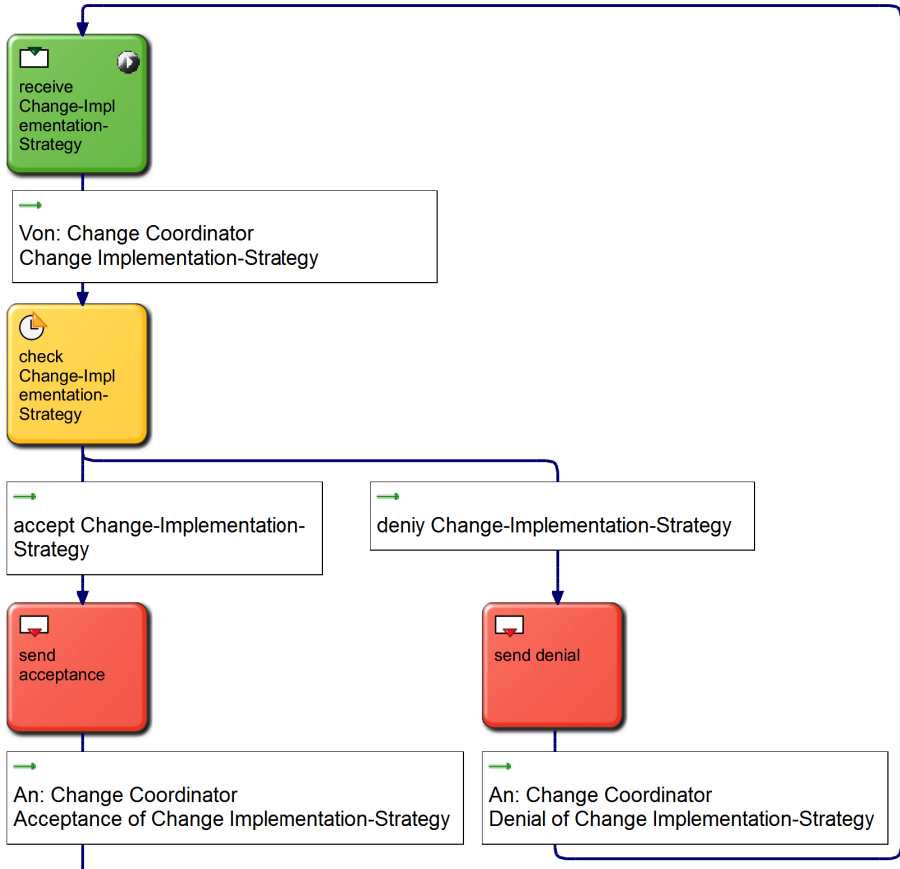 receive
Change-Impl
ementation-
Strategy
Von: Change Coordinator
Change Implementation-Strategy
check
Change-Impl
ementation-
Strategy
accept Change-Implementation-
Strategy
deniy Change-Implementation-Strategy
send
acceptance
send denial
An: Change Coordinator
Acceptance of Change Implementation-Strategy
An: Change Coordinator
Denial of Change Implementation-Strategy